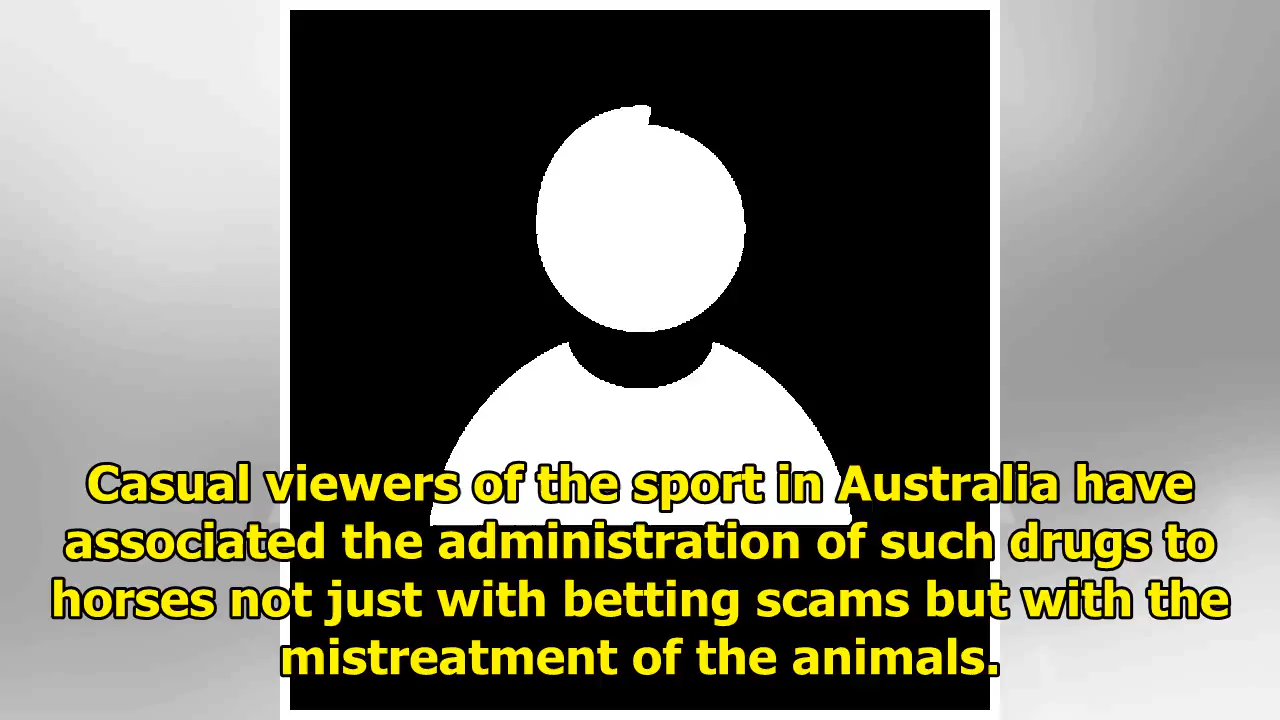 Casual viewers of the sport in Australia have
associated the administration of such drugs to
horses not just with betting scams but with the
mistreatment of the animals.